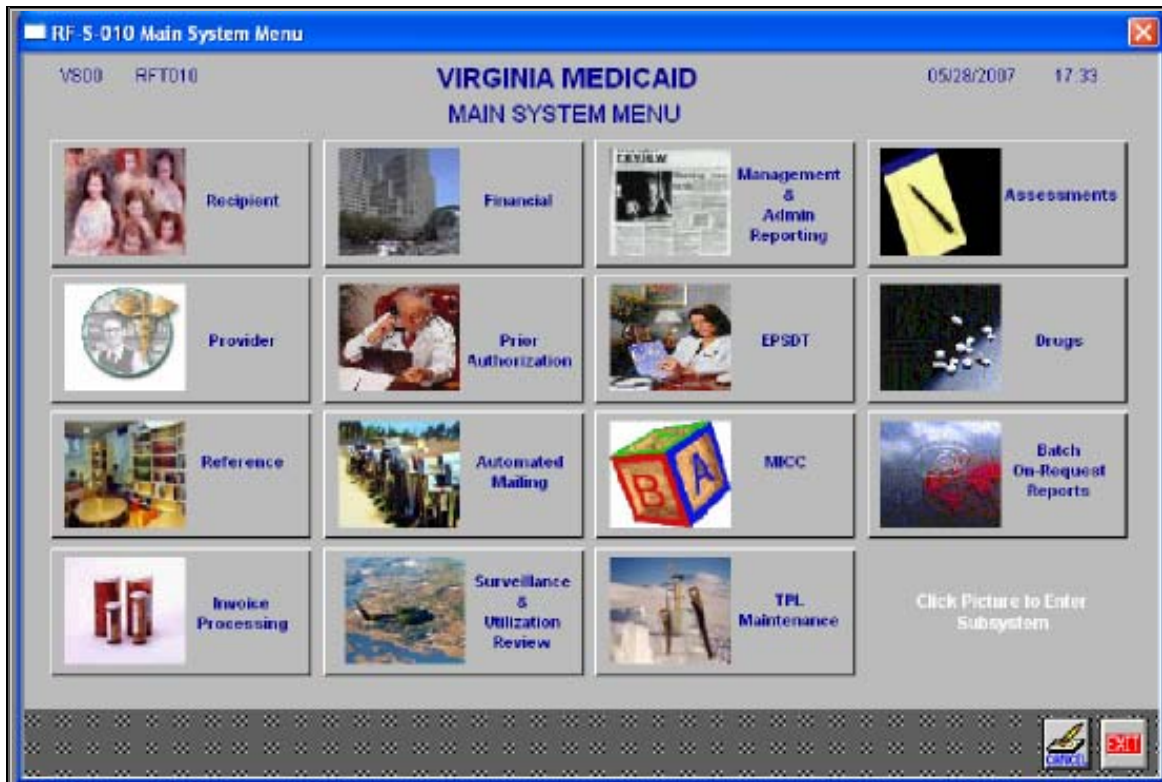 RF-S-010 Main System Menu
V800 RFT010 VIRGINIA MEDICAID 05/28/2007 17:33
MAIN SYSTEM MENU
Recipient
Financial
REVIEW
Management
&
Admin
Reporting
Assessments
Provider
Prior
Authorization
EPSDT
Drugs
Reference
Automated
Mailing
B A
MICC
Batch
On-Request
Reports
Invoice
Processing
Surveillance
&
Utilization
Review
TPL
Maintenance
Click Picture to Enter
Subsystem
CANCEL
EXIT